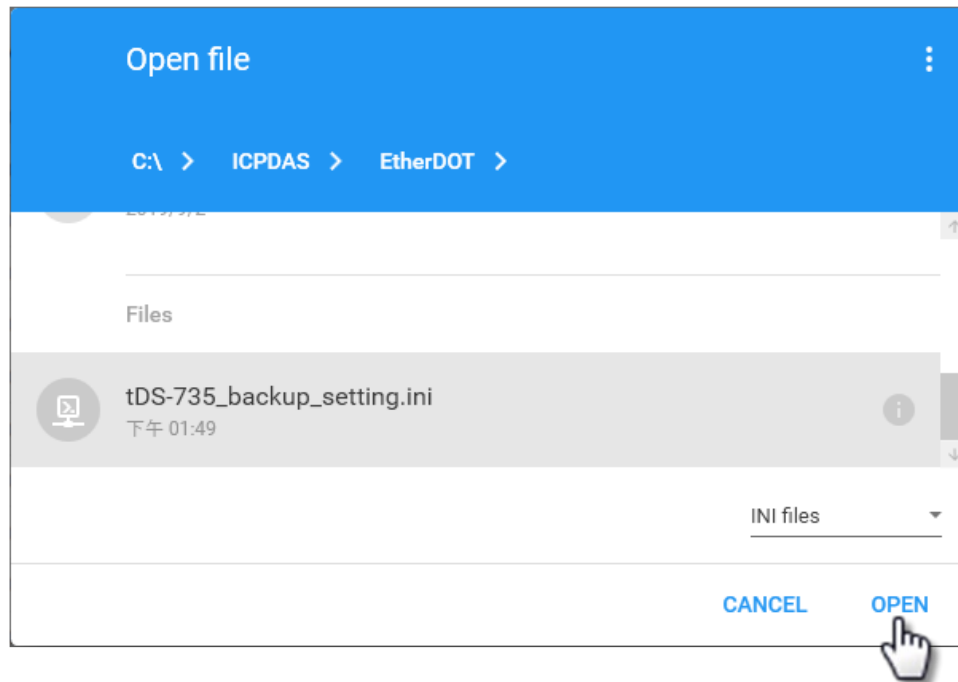 Open file
C:\ > ICPDAS > EtherDOT >
Files
tDS-735_backup_setting.ini
下午 01:49
INI files
CANCEL OPEN